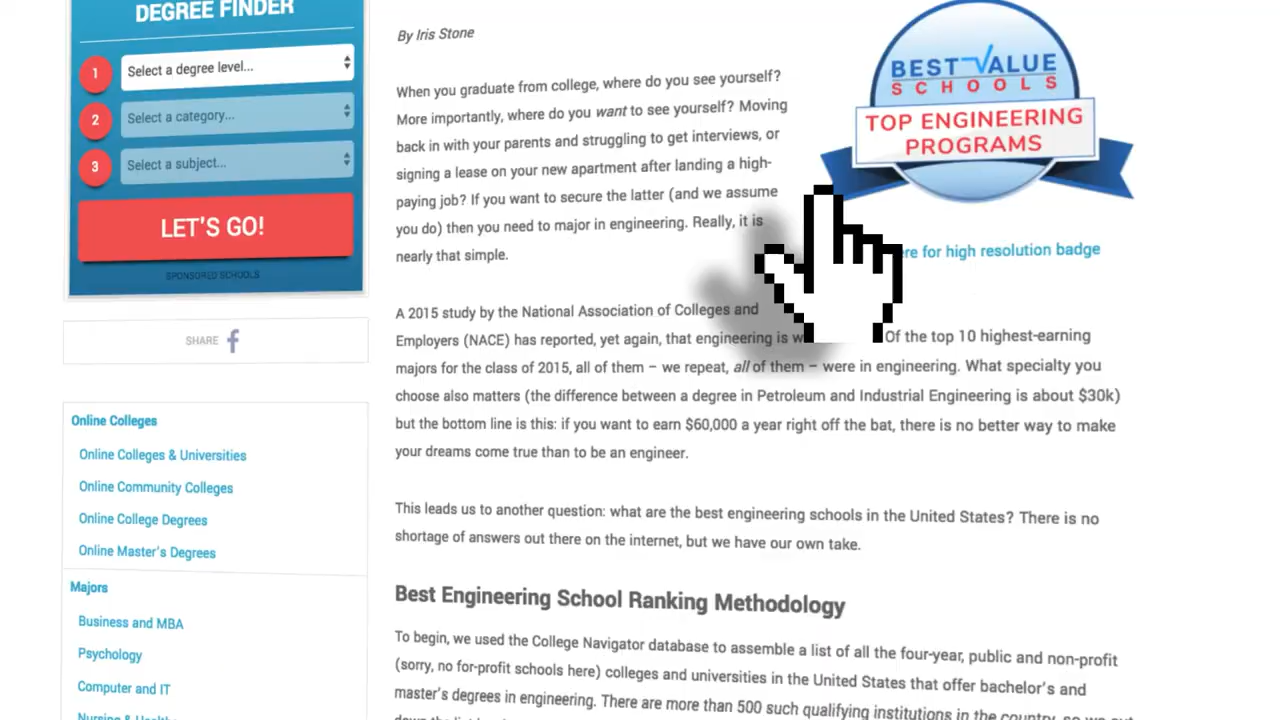 DEGREE FINDER
1
Select a degree level...
2
Select a category...
3
Select a subject...
LET'S GO!
SPONSORED SCHOOLS
SHARE
Online Colleges
Online Colleges & Universities
Online Community Colleges
Online College Degrees
Online Master's Degrees
Majors
Business and MBA
Psychology
Computer and IT
Nursing &
By Iris Stone
When you graduate from college, where do you see yourself?
More importantly, where do you want to see yourself? Moving
back in with your parents and struggling to get interviews, or
signing a lease on your new apartment after landing a high-
paying job? If you want to secure the latter (and we assume
you do) then you need to major in engineering. Really, it is
nearly that simple.
BEST VALUE
SCHOOLS
TOP ENGINEERING
PROGRAMS
for high resolution badge
A 2015 study by the National Association of Colleges and
Employers (NACE) has reported, yet again, that engineering is Of the top 10 highest-earning
majors for the class of 2015, all of them – we repeat, all of them – were in engineering. What specialty you
choose also matters (the difference between a degree in Petroleum and Industrial Engineering is about $30k)
but the bottom line is this: if you want to earn $60,000 a year right off the bat, there is no better way to make
your dreams come true than to be an engineer.
This leads us to another question: what are the best engineering schools in the United States? There is no
shortage of answers out there on the internet, but we have our own take.
Best Engineering School Ranking Methodology
To begin, we used the College Navigator database to assemble a list of all the four-year, public and non-profit
(sorry, no for-profit schools here) colleges and universities in the United States that offer bachelor's and
master's degrees in engineering. There are more than 500 such qualifying institutions in the country, so we